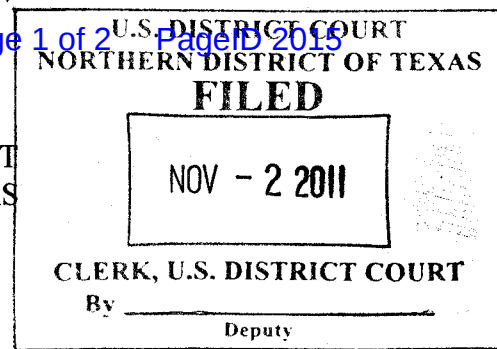 ge 1 of 2 PageID 2015
U.S. DISTRICT COURT
NORTHERN DISTRICT OF TEXAS
FILED
T
S
NOV - 2 2011
CLERK, U.S. DISTRICT COURT
By
Deputy